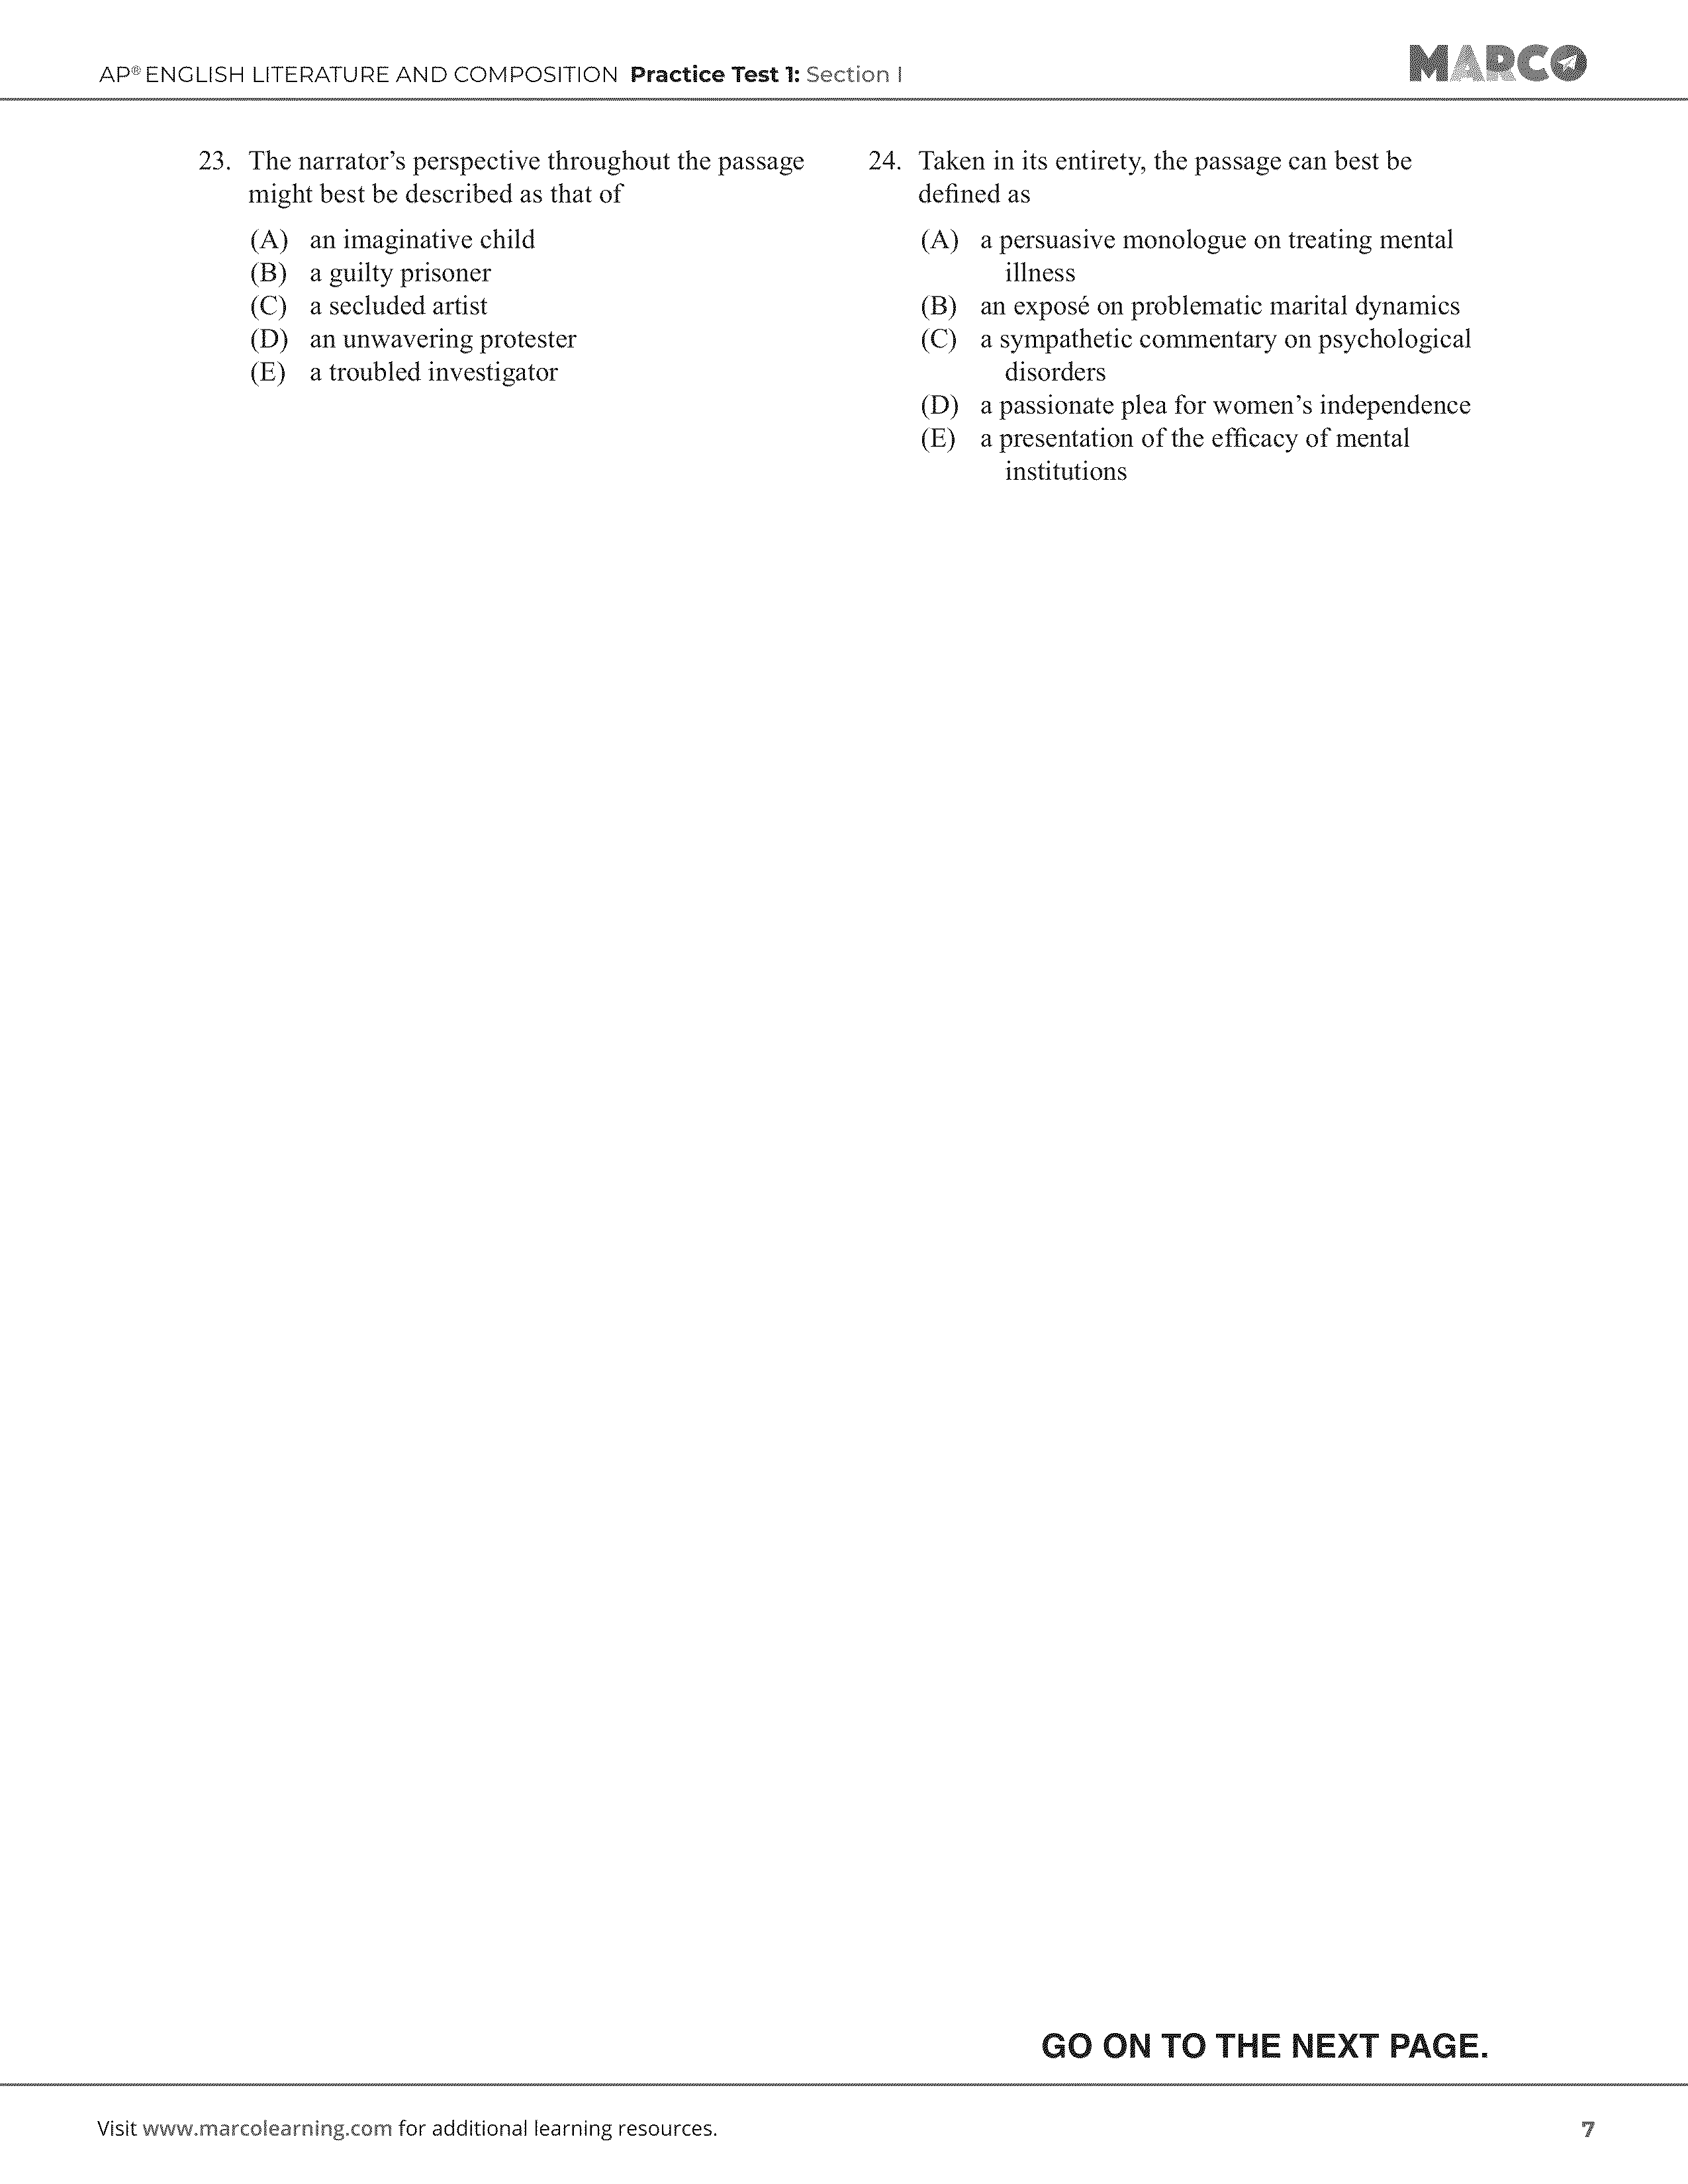 AP® ENGLISH LITERATURE AND COMPOSITION Practice Test 1: Section I
MARCO
23. The narrator's perspective throughout the passage
might best be described as that of
(A) an imaginative child
(B) a guilty prisoner
(C) a secluded artist
(D) an unwavering protester
(E) a troubled investigator
24. Taken in its entirety, the passage can best be
defined as
(A) a persuasive monologue on treating mental
illness
(B) an exposé on problematic marital dynamics
(C) a sympathetic commentary on psychological
disorders
(D) a passionate plea for women's independence
(E) a presentation of the efficacy of mental
institutions
GO ON TO THE NEXT PAGE.
Visit www.marcolearning.com for additional learning resources.
7